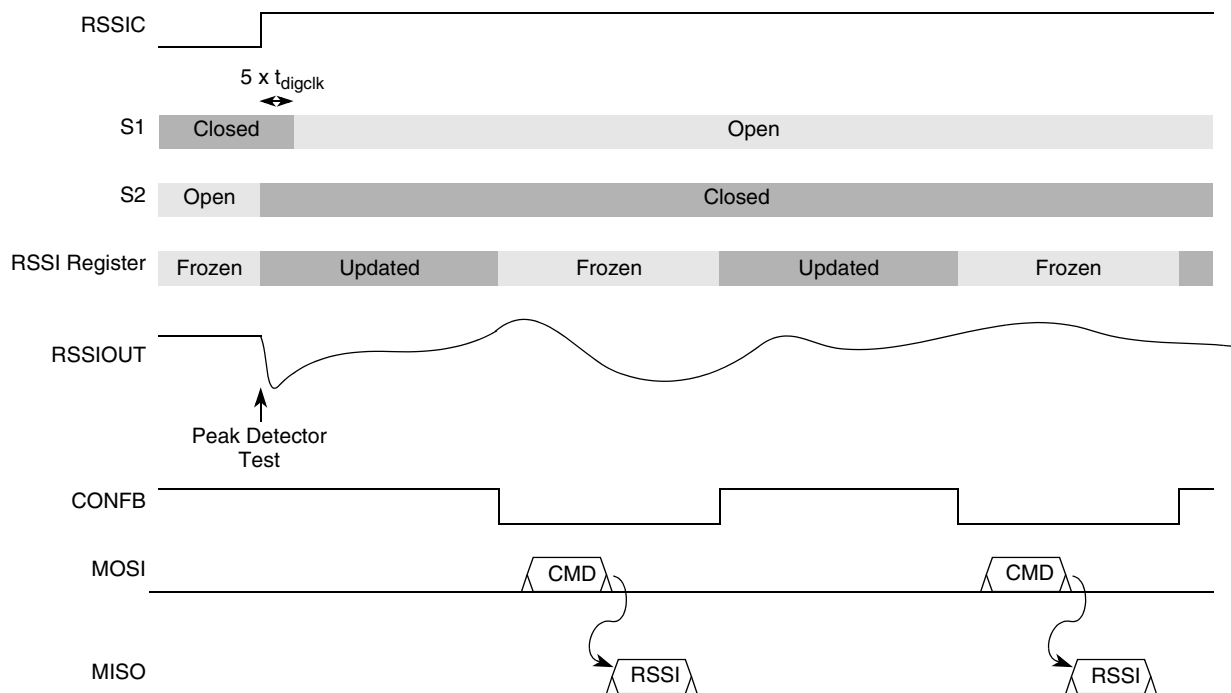 RSSIC
5 x tdigclk
S1 Closed Open
S2 Open Closed
RSSI Register Frozen Updated Frozen Updated Frozen
RSSIOUT
Peak Detector
Test
CONFB
MOSI CMD CMD
MISO RSSI RSSI